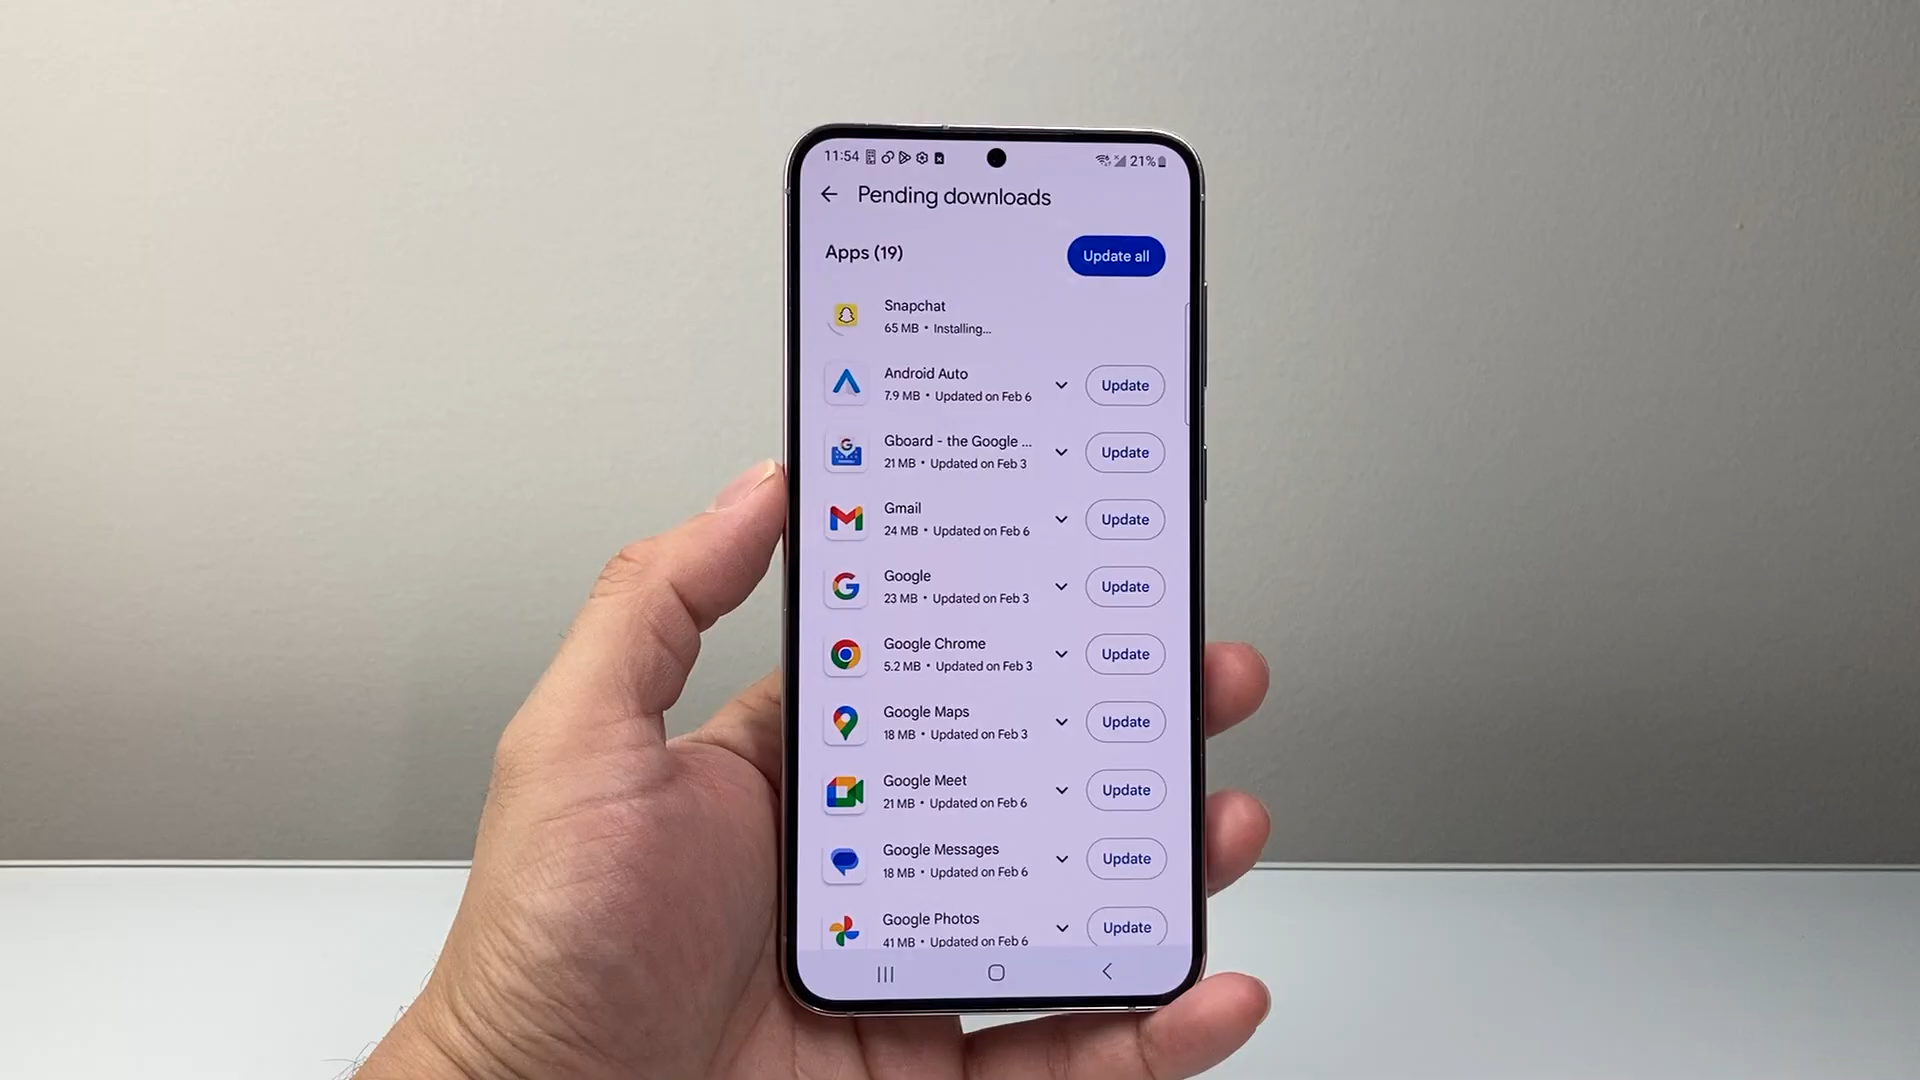 11:54
21%
Pending downloads
Apps (19)
Update all
Snapchat
65 MB • Installing...
Android Auto
7.9 MB • Updated on Feb 6
Update
Gboard - the Google ...
21 MB • Updated on Feb 3
Update
Gmail
24 MB • Updated on Feb 6
Update
Google
23 MB • Updated on Feb 3
Update
Google Chrome
5.2 MB • Updated on Feb 3
Update
Google Maps
18 MB • Updated on Feb 3
Update
Google Meet
21 MB • Updated on Feb 6
Update
Google Messages
18 MB • Updated on Feb 6
Update
Google Photos
41 MB • Updated on Feb 6
Update